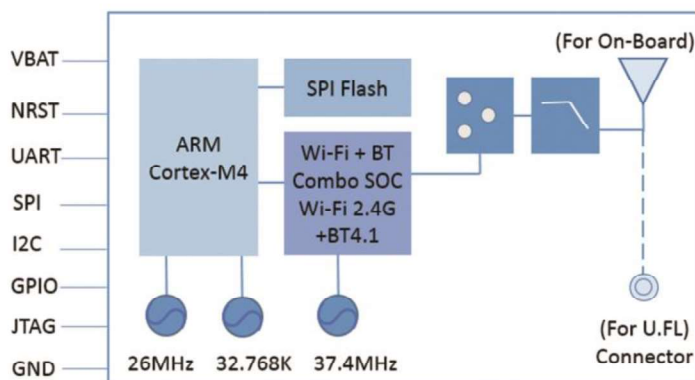 VBAT
NRST
UART
SPI
I2C
GPIO
JTAG
GND
ARM
Cortex-M4
SPI Flash
Wi-Fi + BT
Combo SOC
Wi-Fi 2.4G
+BT4.1
26MHz
32.768K
37.4MHz
(For On-Board)
(For U.FL)
Connector